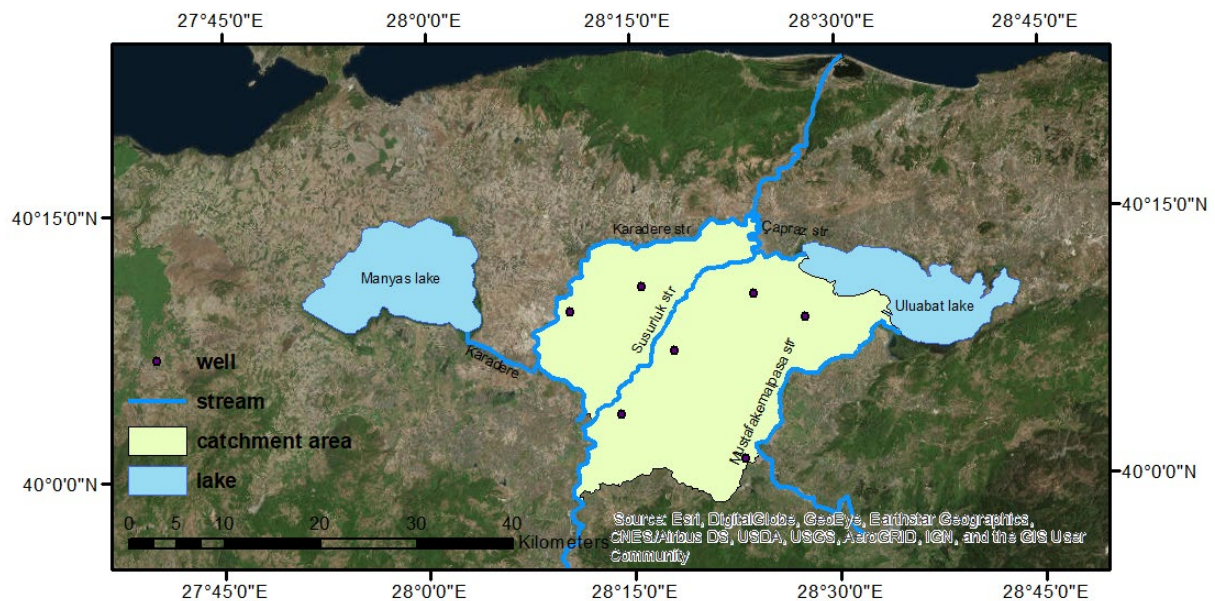 27°45'0"E 28°0'0"E 28°15'0"E 28°30'0"E 28°45'0"E
40°15'0"N
40°15'0"N
Karadere str
Çapraz str
Manyas lake
Uluabat lake
Susurluk str
Karadere
Mustafakemalpasa str
well
stream
catchment area
lake
40°0'0"N
40°0'0"N
0 5 10 20 30 40
Kilometers
Source: Esri, DigitalGlobe, GeoEye, Earthstar Geographics,
CNES/Airbus DS, USDA, USGS, AeroGRID, IGN, and the GIS User
Community
27°45'0"E 28°0'0"E 28°15'0"E 28°30'0"E 28°45'0"E